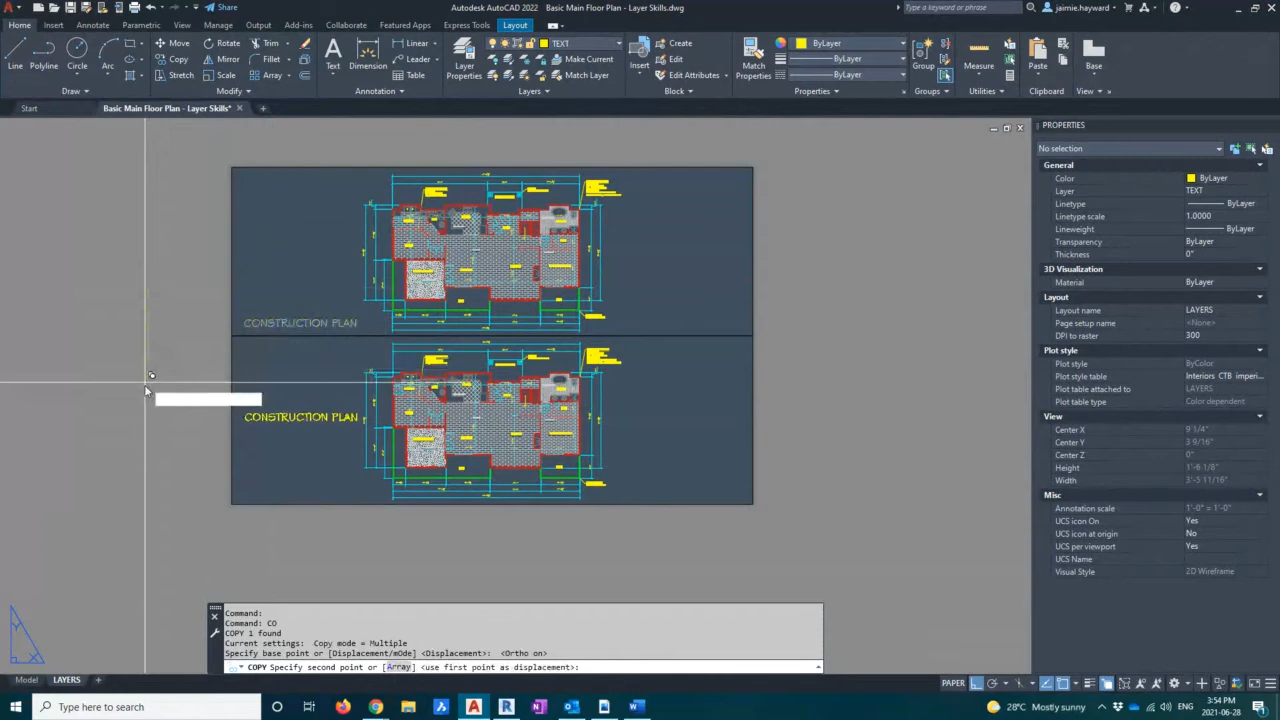 Share
Autodesk AutoCAD 2022 Basic Main Floor Plan - Layer Skills.dwg
Type a keyword or phrase
jaimie.hayward
Home Insert Annotate Parametric View Manage Output Add-ins Collaborate Featured Apps Express Tools Layout
Line Polyline Circle Arc
Move Rotate Trim
Copy Mirror Fillet
Stretch Scale Array
Text Dimension
Linear
Leader
Table
Layer Properties
TEXT
Make Current
Match Layer
Insert
Create
Edit
Edit Attributes
Match Properties
ByLayer
ByLayer
ByLayer
Group
Measure
Paste
Base
Draw Modify Annotation Layers Block Properties Groups Utilities Clipboard View
Start Basic Main Floor Plan - Layer Skills*
PROPERTIES
No selection
General
Color ByLayer
Layer TEXT
Linetype ByLayer
Linetype scale 1.0000
Lineweight ByLayer
Transparency ByLayer
Thickness 0"
3D Visualization
Material ByLayer
Layout
Layout name LAYERS
Page setup name <None>
DPI to raster 300
Plot style
Plot style ByColor
Plot style table Interiors CTB imperi...
Plot table attached to LAYERS
Plot table type Color dependent
View
Center X 9 1/4"
Center Y 3 9/16"
Center Z 0"
Height 1'-6 1/8"
Width 3'-5 11/16"
Misc
Annotation scale 1'-0" = 1'-0"
UCS icon On Yes
UCS icon at origin No
UCS per viewport Yes
UCS Name
Visual Style 2D Wireframe
CONSTRUCTION PLAN
CONSTRUCTION PLAN
Y
X
Command:
Command: CO
COPY 1 found
Current settings: Copy mode = Multiple
Specify base point or [Displacement/mOde] <Displacement>: <Ortho on>
COPY Specify second point or [Array] <use first point as displacement>:
Model LAYERS
PAPER
Type here to search
28°C Mostly sunny
3:54 PM
2021-06-28